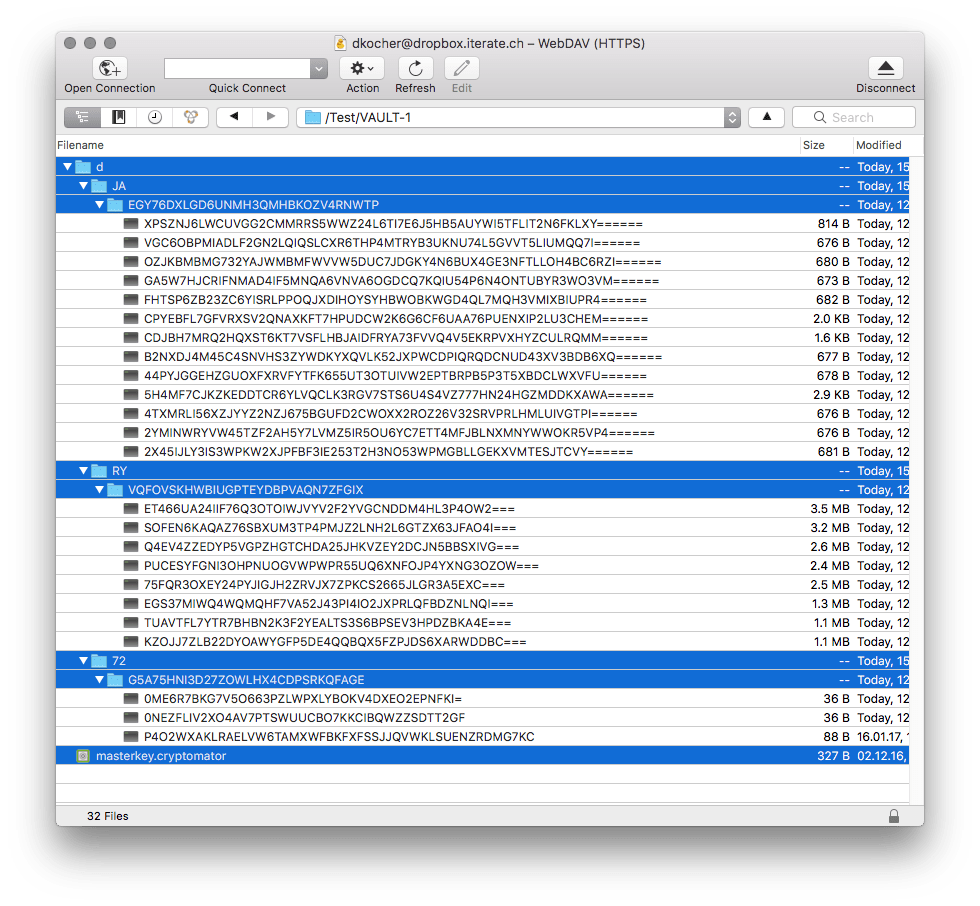 dkocher@dropbox.iterate.ch – WebDAV (HTTPS)
Open Connection Quick Connect Action Refresh Edit Disconnect
/Test/VAULT-1 Search
Filename Size Modified
d -- Today, 15
JA -- Today, 15
EGY76DXLGD6UNMH3QMHBKOZV4RNWTP -- Today, 12
XPSZNJ6LWCUVGG2CMMRRS5WWZ24L6TI7E6J5HB5AUYWI5TFLIT2N6FKLXY====== 814 B Today, 12
VGC6OBPMIADLF2GN2LQIQSLCXR6THP4MTRYB3UKNU74L5GVVT5LIUMQQ7I====== 676 B Today, 12
OZJKBMBMG732YAJWMBMFWVVW5DUC7JDGKY4N6BUX4GE3NFTLLOH4BC6RZI====== 680 B Today, 12
GA5W7HJCRIFNMAD4IF5MNQA6VNVA6OGDCQ7KQIU54P6N4ONTUBYR3WO3VM====== 673 B Today, 12
FHTSP6ZB23ZC6YISRLPPOQJXDIHOYSYHBWOBKWGD4QL7MQH3VMIXBIUPR4====== 682 B Today, 12
CPYEBFL7GFVRXSV2QNAXKFT7HPUDCW2K6G6CF6UAA76PUENXIP2LU3CHEM====== 2.0 KB Today, 12
CDJBH7MRQ2HQXST6KT7VSFLHBJAIDFRYA73FVVQ4V5EKRPVXHYZCULRQMM====== 1.6 KB Today, 12
B2NXDJ4M45C4SNVHS3ZYWDKYXQVLK52JXPWCDPIQRQDCNUD43XV3BDB6XQ====== 677 B Today, 12
44PYJGGEHZGUOXFXRVFYTFK655UT3OTUIVW2EPTBRPB5P3T5XBDCLWXVFU====== 678 B Today, 12
5H4MF7CJKZKEDDTCR6YLVQCLK3RGV7STS6U4S4VZ777HN24HGZMDDKXAWA====== 2.9 KB Today, 12
4TXMRLI56XZJYYZ2NZJ675BGUFD2CWOXX2ROZ26V32SRVPRLHMLUIVGTPI====== 676 B Today, 12
2YMINWRYVW45TZF2AH5Y7LVMZ5IR5OU6YC7ETT4MFJBLNXMNYWWOKR5VP4====== 676 B Today, 12
2X45IJLY3IS3WPKW2XJPFBF3IE253T2H3NO53WPMGBLLGEKXVMTESJTCVY====== 681 B Today, 12
RY -- Today, 15
VQFOVSKHWBIUGPTEYDBPVAQN7ZFGIX -- Today, 12
ET466UA24IIF76Q3OTOIWJVYV2F2YVGCNDDM4HL3P4OW2=== 3.5 MB Today, 12
SOFEN6KAQAZ76SBXUM3TP4PMJZ2LNH2L6GTZX63JFAO4I=== 3.2 MB Today, 12
Q4EV4ZZEDYP5VGPZHGTCHDA25JHKVZEY2DCJN5BBSXIVG=== 2.6 MB Today, 12
PUCESYFGNI3OHPNUOGVWPWPR55UQ6XNFOJP4YXNG3OZOW=== 2.4 MB Today, 12
75FQR3OXEY24PYJIGJH2ZRVJX7ZPKCS2665JLGR3A5EXC=== 2.5 MB Today, 12
EGS37MIWQ4WQMQHF7VA52J43PI4IO2JXPRLQFBDZNLNQI=== 1.3 MB Today, 12
TUAVTFL7YTR7BHBN2K3F2YEALTS3S6BPSEV3HPDZBKA4E=== 1.1 MB Today, 12
KZOJJ7ZLB22DYOAWYGFP5DE4QQBQX5FZPJDS6XARWDDBC=== 1.1 MB Today, 12
72 -- Today, 15
G5A75HNI3D27ZOWLHX4CDPSRKQFAGE -- Today, 12
0ME6R7BKG7V5O663PZLWPXLYBOKV4DXEO2EPNFKI= 36 B Today, 12
0NEZFLIV2XO4AV7PTSWUUCBO7KKCIBQWZZSDTT2GF 36 B Today, 12
P4O2WXAKLRAELVW6TAMXWFBKFXFSSJJQVWKLSUENZRDMG7KC 88 B 16.01.17, 1
masterkey.cryptomator 327 B 02.12.16,
32 Files